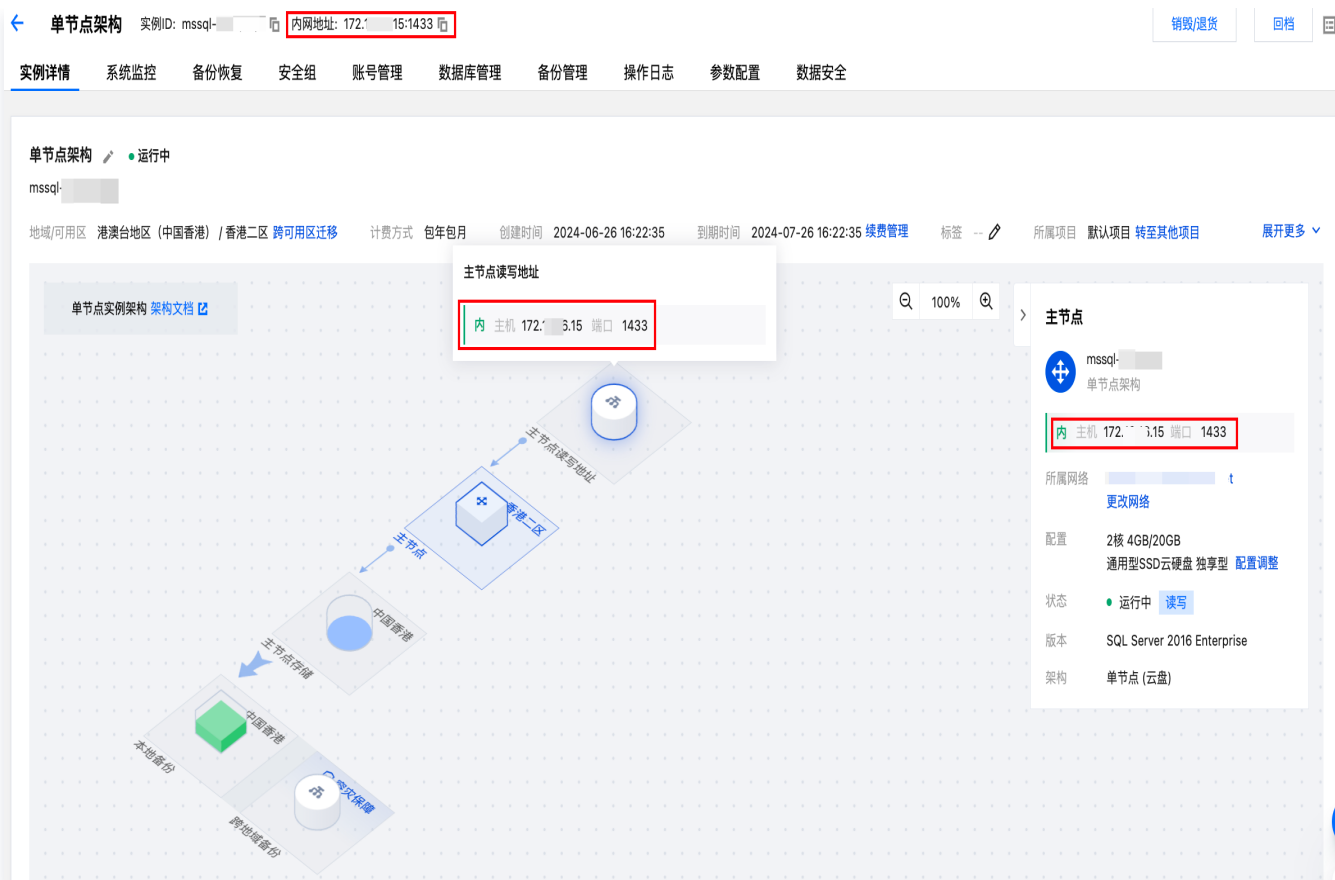 单节点架构 实例ID: mssql- 内网地址: 172.1 15:1433 销毁/退货 回档
实例详情 系统监控 备份恢复 安全组 账号管理 数据库管理 备份管理 操作日志 参数配置 数据安全
单节点架构 运行中
mssql-
地域/可用区 港澳台地区（中国香港）/ 香港二区 跨可用区迁移 计费方式 包年包月 创建时间 2024-06-26 16:22:35 到期时间 2024-07-26 16:22:35 续费管理 标签 -- 所属项目 默认项目 转至其他项目 展开更多
主节点读写地址
内 主机 172. 6.15 端口 1433
单节点实例架构 架构文档
100%
主节点读写地址
香港二区
主节点
中国香港
主节点存储
中国香港
本地备份
容灾保障
跨地域备份
主节点
mssql-
单节点架构
内 主机 172. .15 端口 1433
所属网络 t
更改网络
配置 2核 4GB/20GB
通用型SSD云硬盘 独享型 配置调整
状态 运行中 读写
版本 SQL Server 2016 Enterprise
架构 单节点 (云盘)